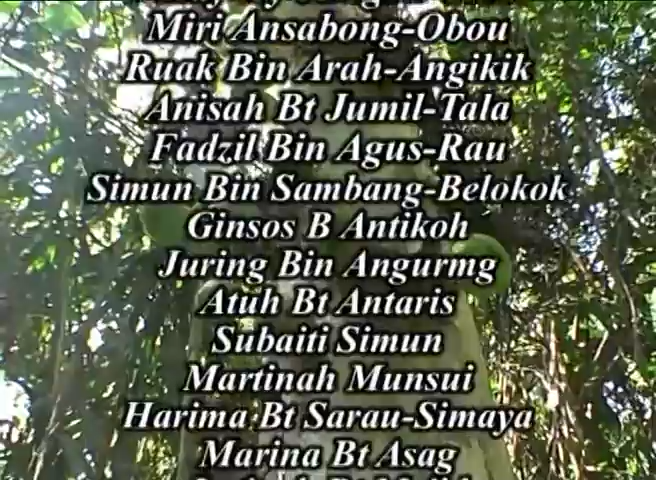 Miri Ansabong-Obou
Ruak Bin Arah-Angikik
Anisah Bt Jumil-Tala
Fadzil Bin Agus-Rau
Simun Bin Sambang-Belokok
Ginsos B Antikoh
Juring Bin Angurmg
Atuh Bt Antaris
Subaiti Simun
Martinah Munsui
Harima Bt Sarau-Simaya
Marina Bt Asag